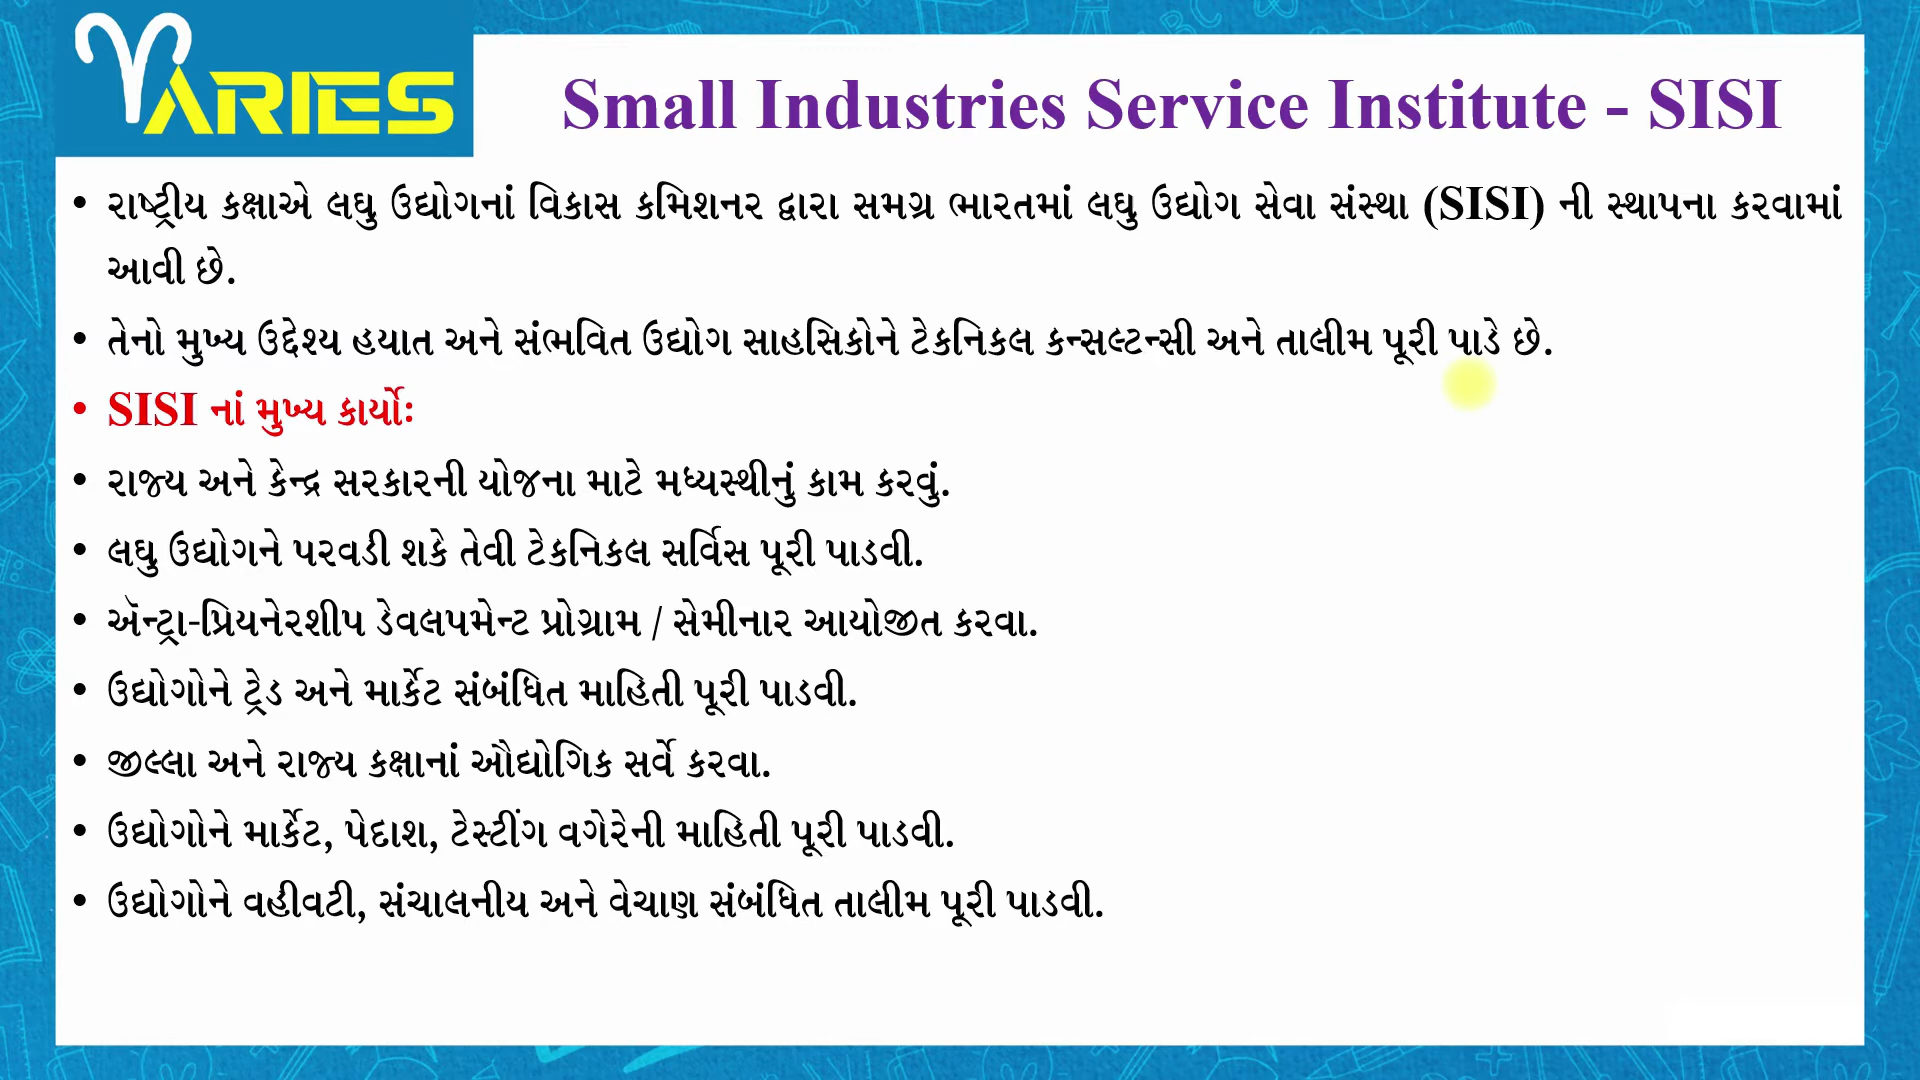 ARIES
Small Industries Service Institute - SISI
• રાષ્ટ્રીય કક્ષાએ લઘુ ઉદ્યોગનાં વિકાસ કમિશનર દ્વારા સમગ્ર ભારતમાં લઘુ ઉદ્યોગ સેવા સંસ્થા (SISI) ની સ્થાપના કરવામાં
આવી છે.
• તેનો મુખ્ય ઉદ્દેશ્ય હયાત અને સંભવિત ઉદ્યોગ સાહસિકોને ટેકનિકલ કન્સલ્ટન્સી અને તાલીમ પૂરી પાડે છે.
• SISI નાં મુખ્ય કાર્યોઃ
• રાજ્ય અને કેન્દ્ર સરકારની યોજના માટે મધ્યસ્થીનું કામ કરવું.
• લઘુ ઉદ્યોગને પરવડી શકે તેવી ટેકનિકલ સર્વિસ પૂરી પાડવી.
• ઍન્ટ્રા-પ્રિયનેરશીપ ડેવલપમેન્ટ પ્રોગ્રામ / સેમીનાર આયોજીત કરવા.
• ઉદ્યોગોને ટ્રેડ અને માર્કેટ સંબંધિત માહિતી પૂરી પાડવી.
• જીલ્લા અને રાજ્ય કક્ષાનાં ઔદ્યોગિક સર્વે કરવા.
• ઉદ્યોગોને માર્કેટ, પેદાશ, ટેસ્ટીંગ વગેરેની માહિતી પૂરી પાડવી.
• ઉદ્યોગોને વહીવટી, સંચાલનીય અને વેચાણ સંબંધિત તાલીમ પૂરી પાડવી.